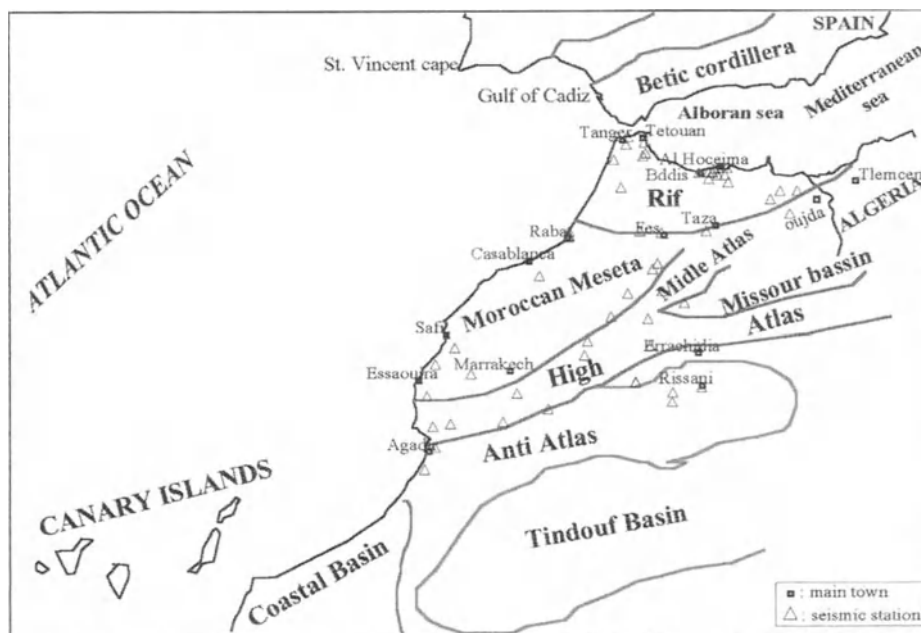 SPAIN
St. Vincent cape
Betic cordillera
Gulf of Cadiz
Mediterranean
sea
Alboran sea
Tanger
Tetouan
Al Hoceima
Bddis
Tlemcen
Rif
oujda
ALGERIA
Taza
Fes
Raba
ATLANTIC OCEAN
Casablanca
Midle Atlas
Moroccan Meseta
Missour bassin
Safi
Atlas
Errachidia
Marrakech
High
Essaouira
Rissani
Agadir
Anti Atlas
CANARY ISLANDS
Tindouf Basin
Coastal Basin
: main town
: seismic station